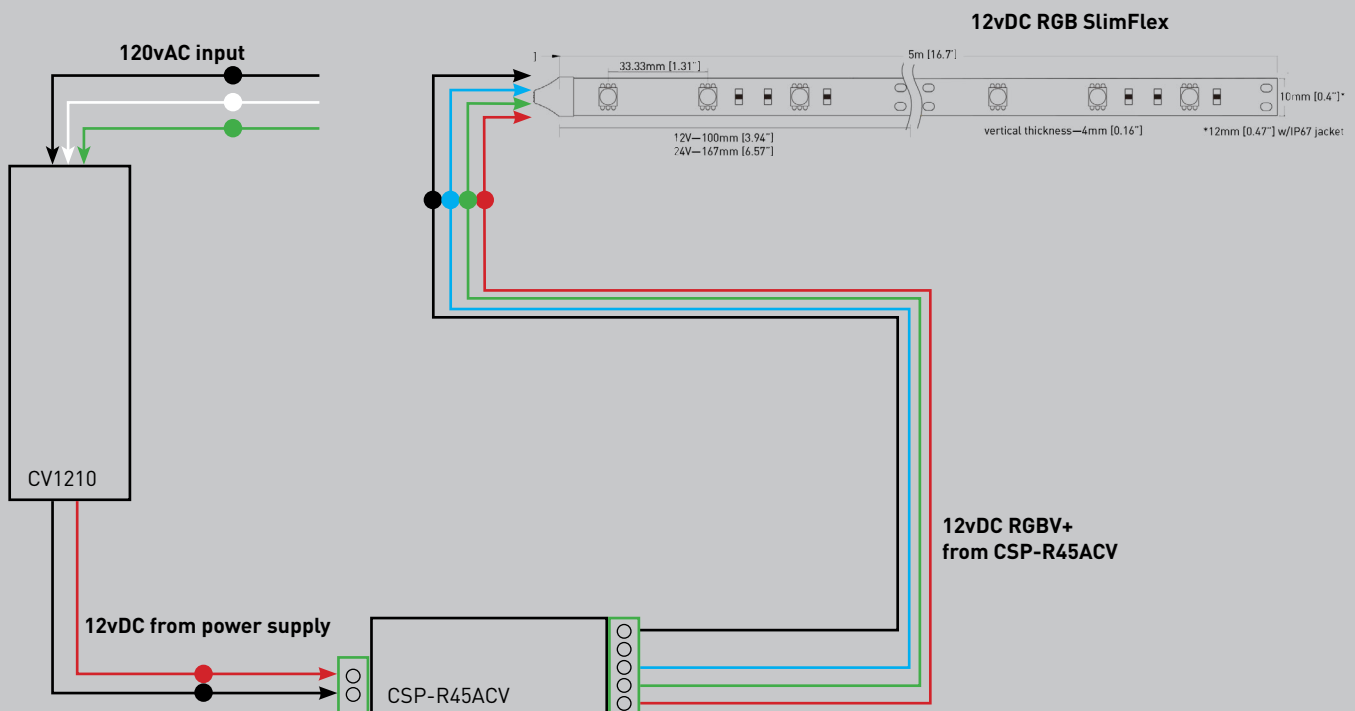 12vDC RGB SlimFlex
120vAC input
5m [16.7']
33.33mm [1.31"]
10mm [0.4"]*
12V—100mm [3.94"]
24V—167mm [6.57"]
vertical thickness—4mm [0.16"]
*12mm [0.47"] w/IP67 jacket
CV1210
12vDC RGBV+
from CSP-R45ACV
12vDC from power supply
CSP-R45ACV